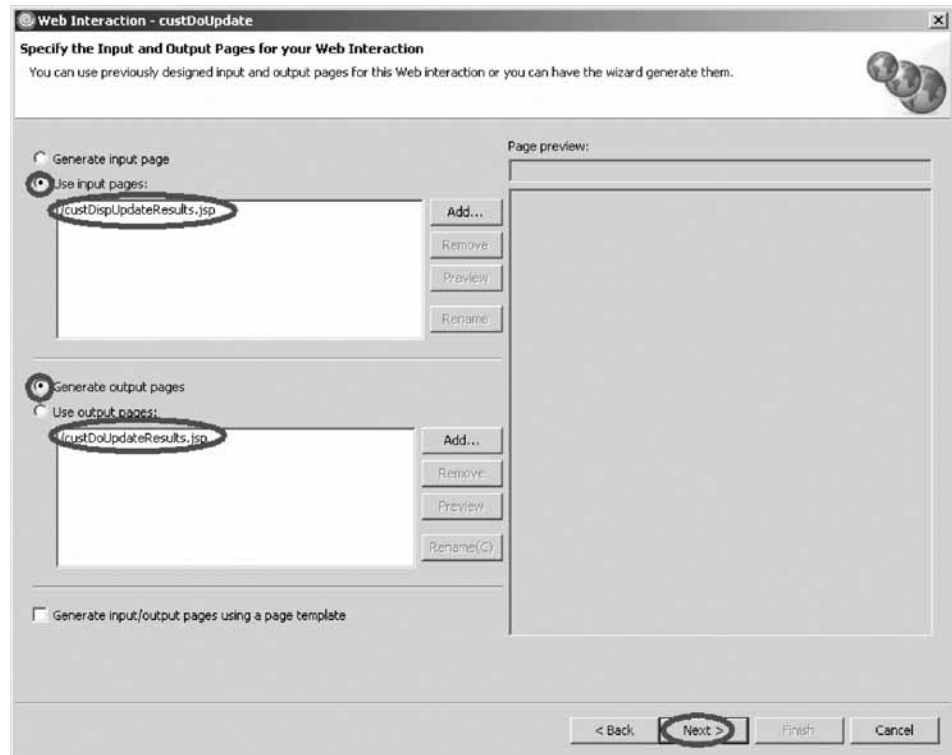 Web Interaction - custDoUpdate
Specify the Input and Output Pages for your Web Interaction
You can use previously designed input and output pages for this Web interaction or you can have the wizard generate them.
Generate input page
Use input pages:
/custDispUpdateResults.jsp
Add...
Remove
Preview
Rename
Page preview:
Generate output pages
Use output pages:
/custDoUpdateResults.jsp
Add...
Remove
Preview
Rename(C)
Generate input/output pages using a page template
< Back
Next >
Finish
Cancel